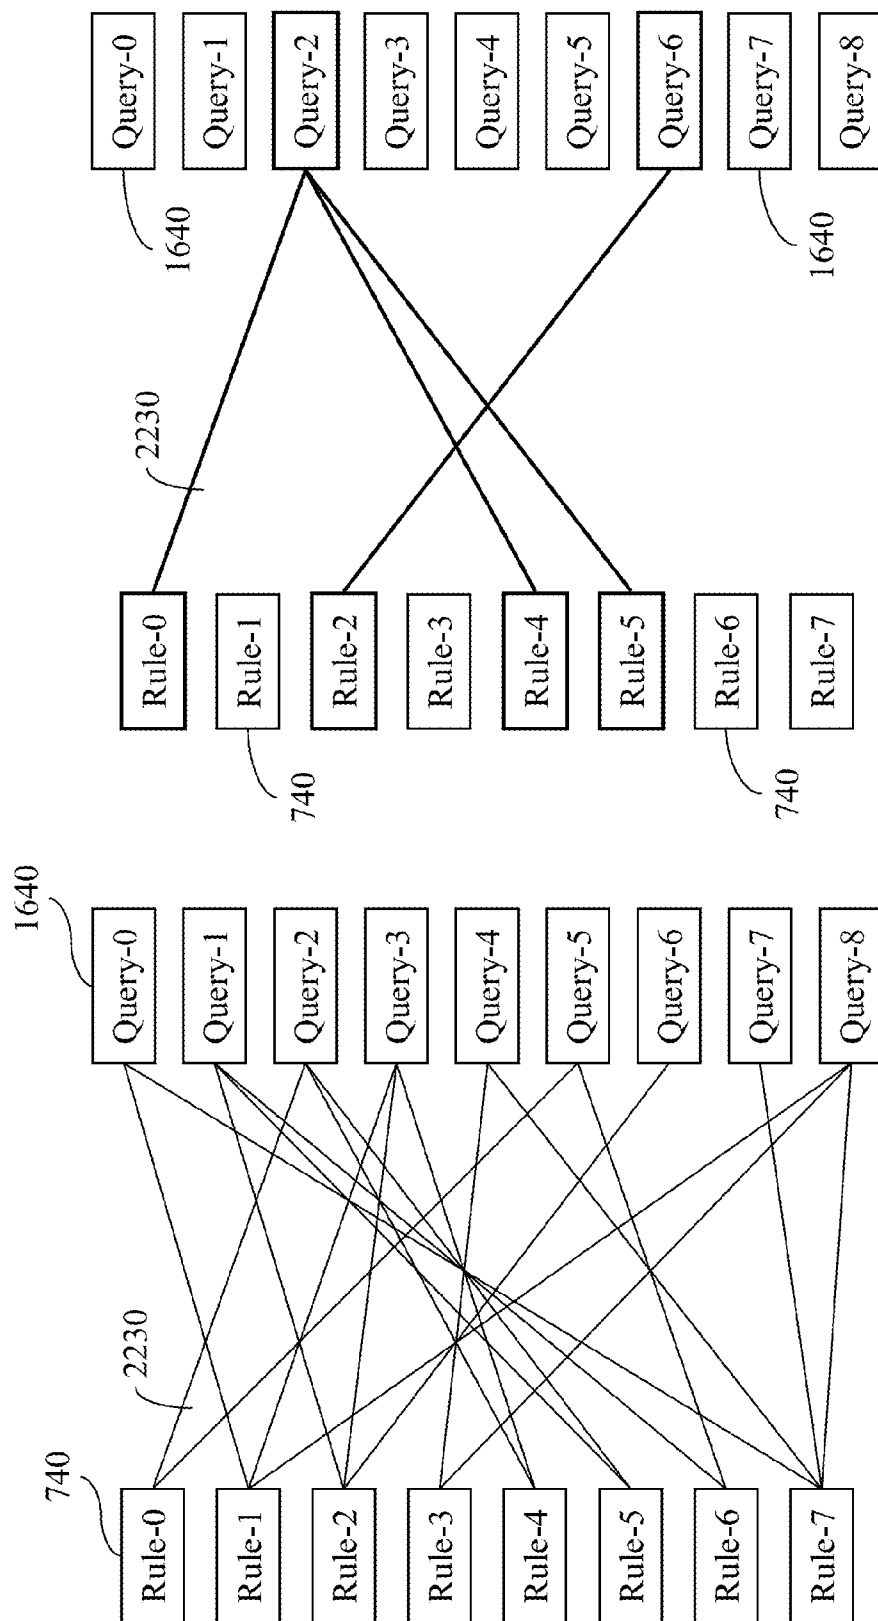 740
Rule-0
Rule-1
Rule-2
Rule-3
Rule-4
Rule-5
Rule-6
Rule-7
2230
1640
Query-0
Query-1
Query-2
Query-3
Query-4
Query-5
Query-6
Query-7
Query-8
Rule-0
Rule-1
740
Rule-2
Rule-3
Rule-4
Rule-5
Rule-6
740
Rule-7
2230
Query-0
1640
Query-1
Query-2
Query-3
Query-4
Query-5
Query-6
Query-7
1640
Query-8